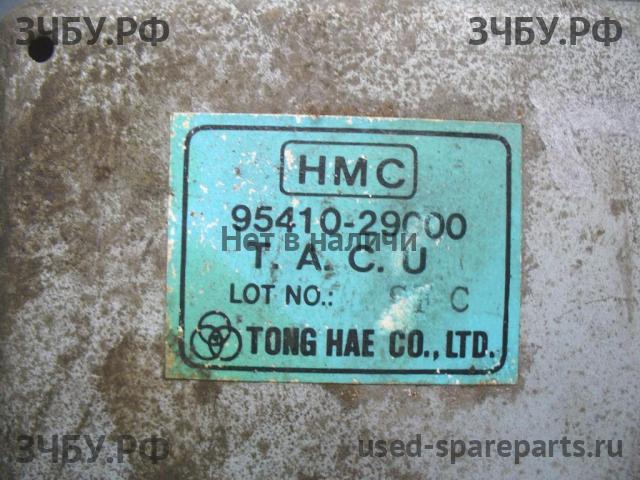 ЗЧБУ.РФ ЗЧБУ.РФ
HMC
95410-29000
Нет в наличии
T. A. C. U
LOT NO.:
TONG HAE CO., LTD.
ЗЧБУ.РФ used-spareparts.ru